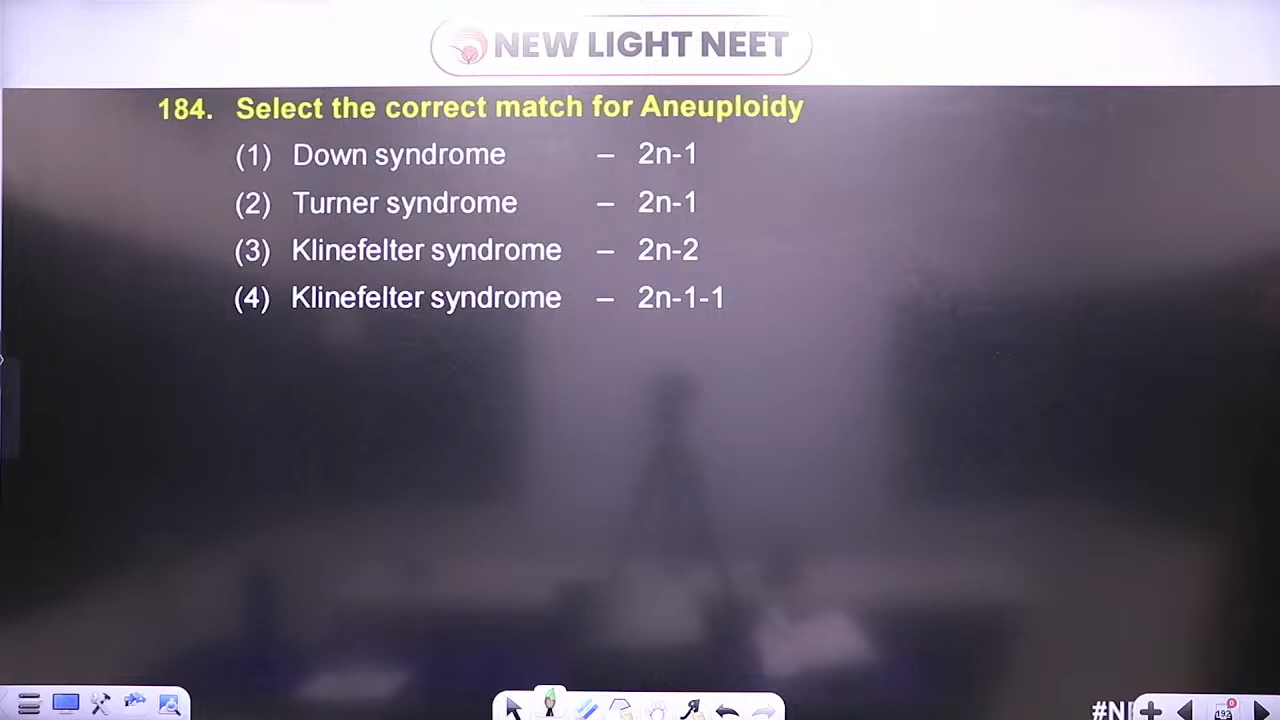 NEW LIGHT NEET
184. Select the correct match for Aneuploidy
(1) Down syndrome – 2n-1
(2) Turner syndrome – 2n-1
(3) Klinefelter syndrome – 2n-2
(4) Klinefelter syndrome – 2n-1-1
192